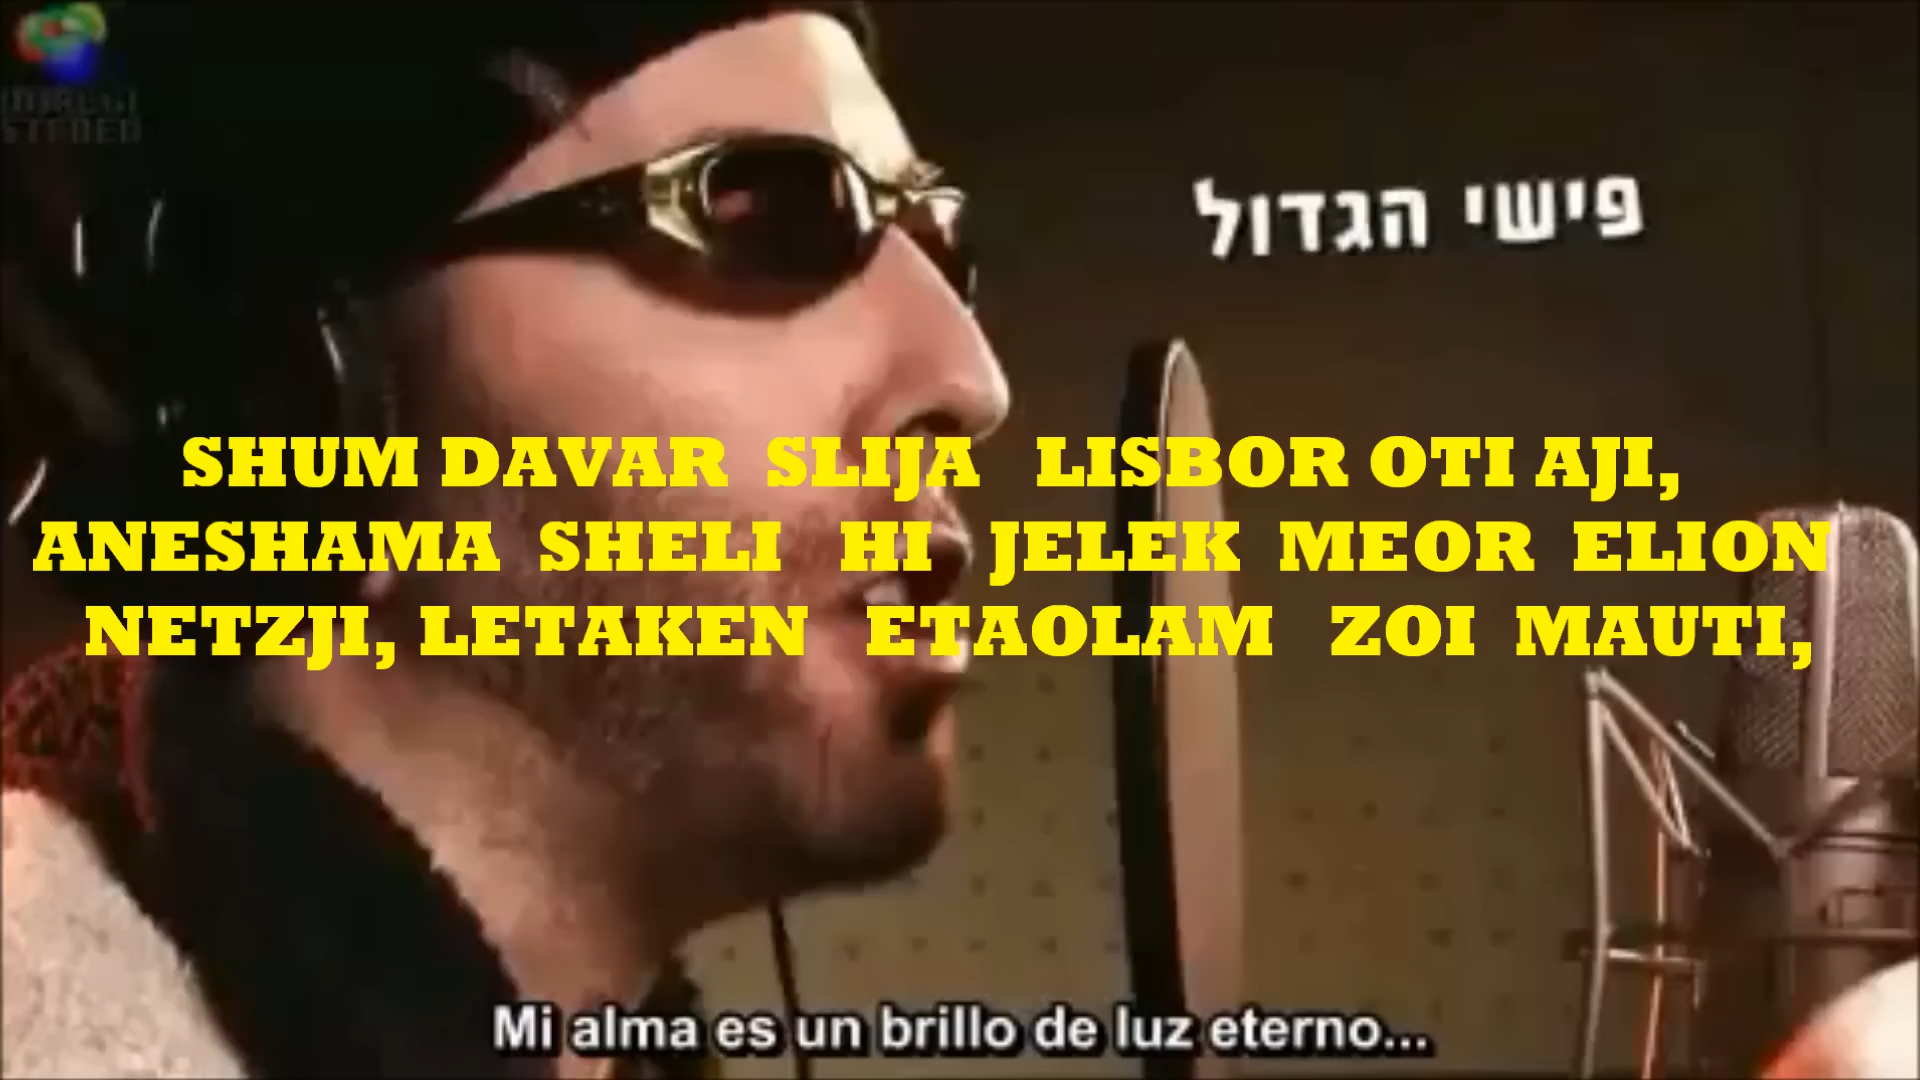 פישי הגדול
SHUM DAVAR SLIJA LISBOR OTI AJI,
ANESHAMA SHELI HI JELEK MEOR ELION
NETZJI, LETAKEN ETAOLAM ZOI MAUTI,
Mi alma es un brillo de luz eterno...